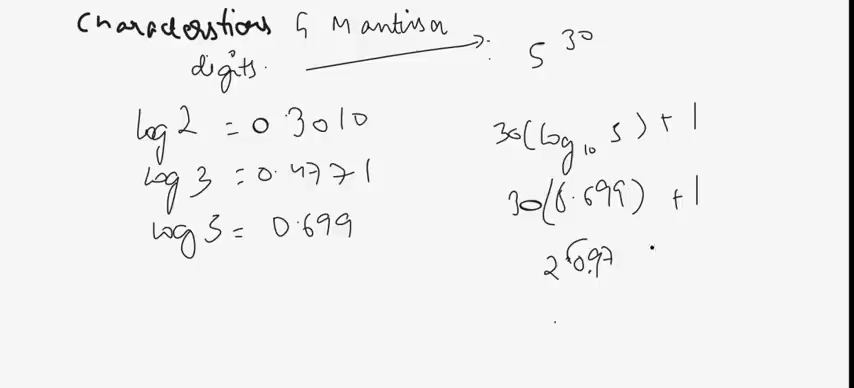 Characterstions & Mantissa
digits. → : 5^30
log 2 = 0.3010
log 3 = 0.4771
log 5 = 0.699
30(log₁₀ 5) + 1
30(0.699) + 1
20.97